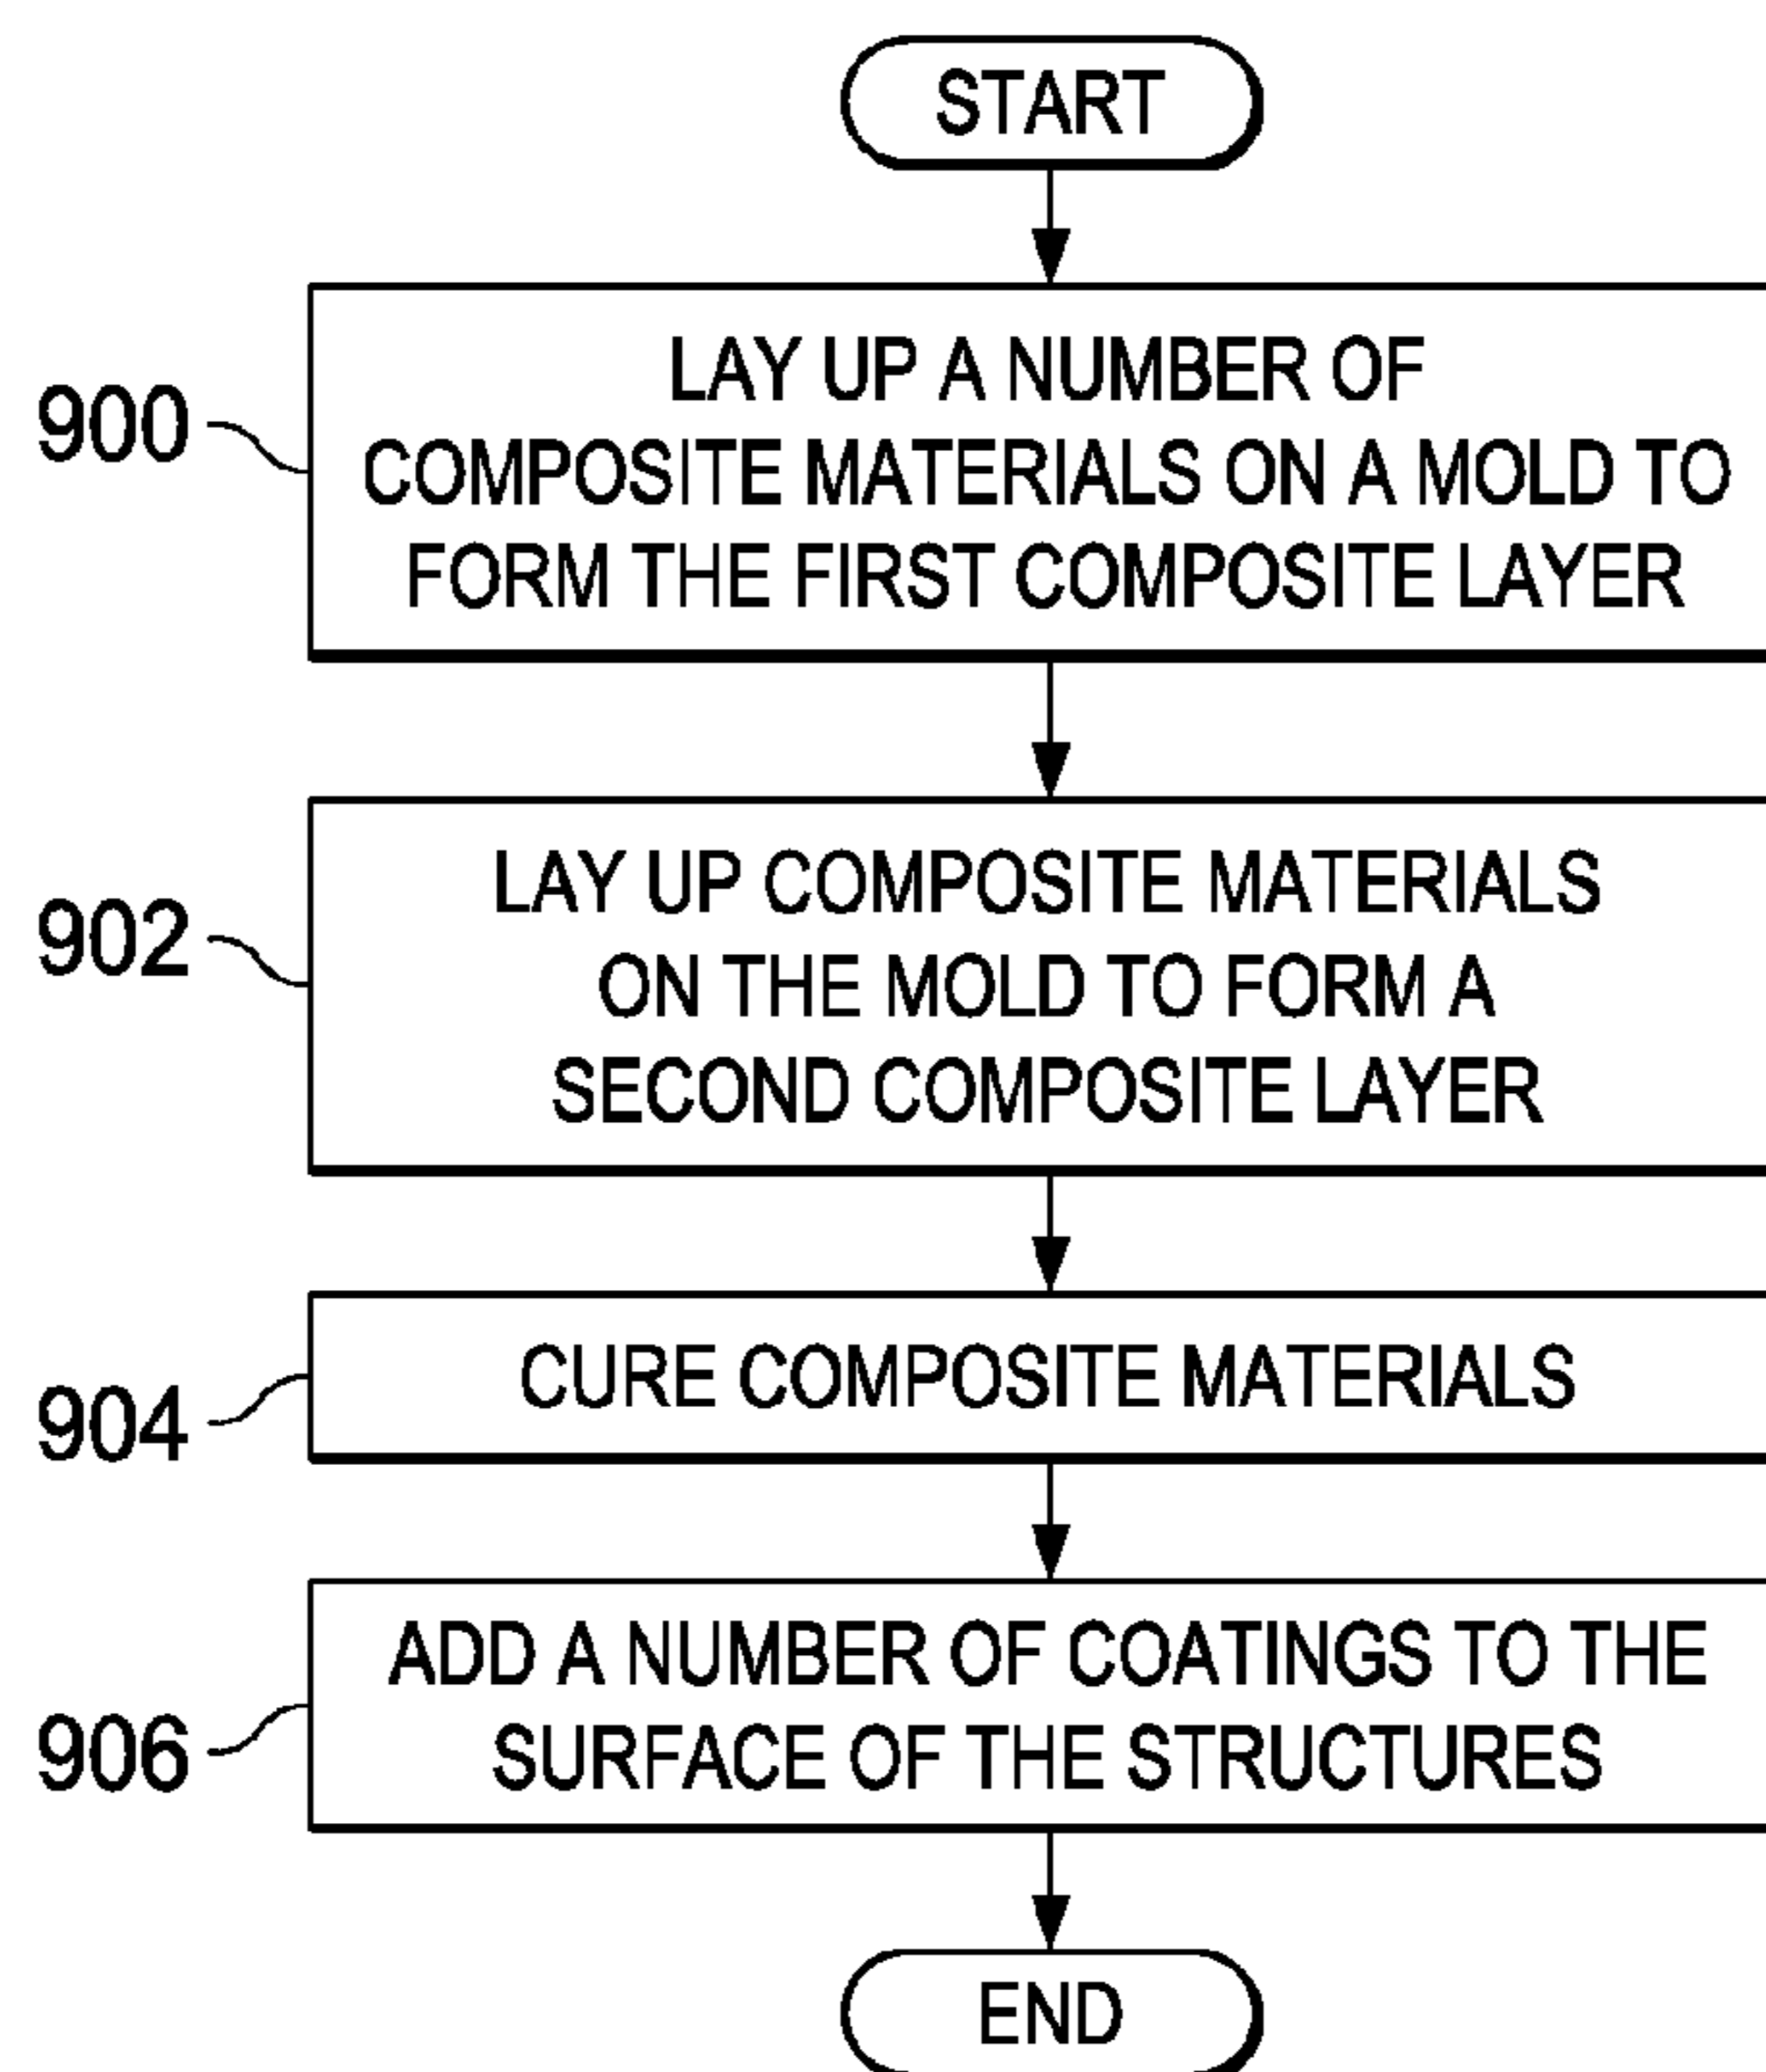 START
900
LAY UP A NUMBER OF
COMPOSITE MATERIALS ON A MOLD TO
FORM THE FIRST COMPOSITE LAYER
902
LAY UP COMPOSITE MATERIALS
ON THE MOLD TO FORM A
SECOND COMPOSITE LAYER
904
CURE COMPOSITE MATERIALS
906
ADD A NUMBER OF COATINGS TO THE
SURFACE OF THE STRUCTURES
END